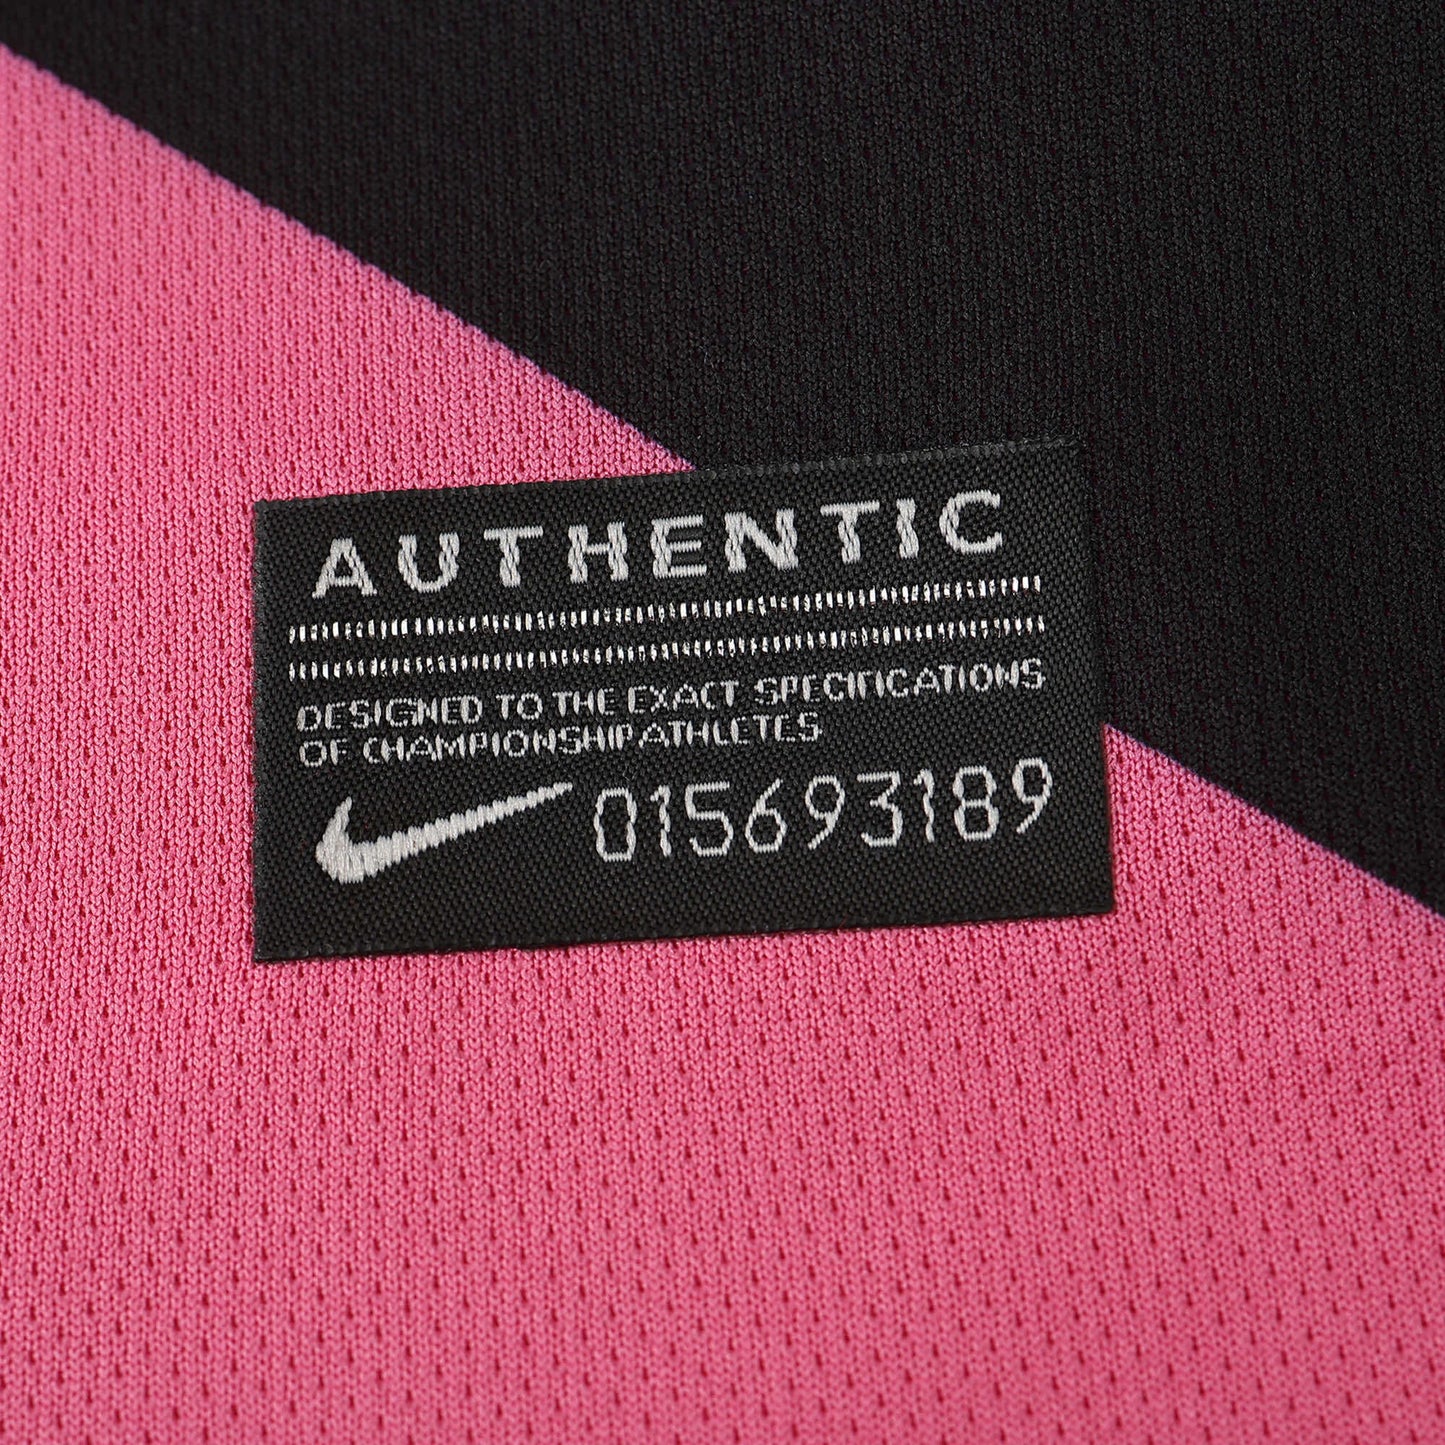 AUTHENTIC
DESIGNED TO THE EXACT SPECIFICATIONS
OF CHAMPIONSHIP ATHLETES
015693189